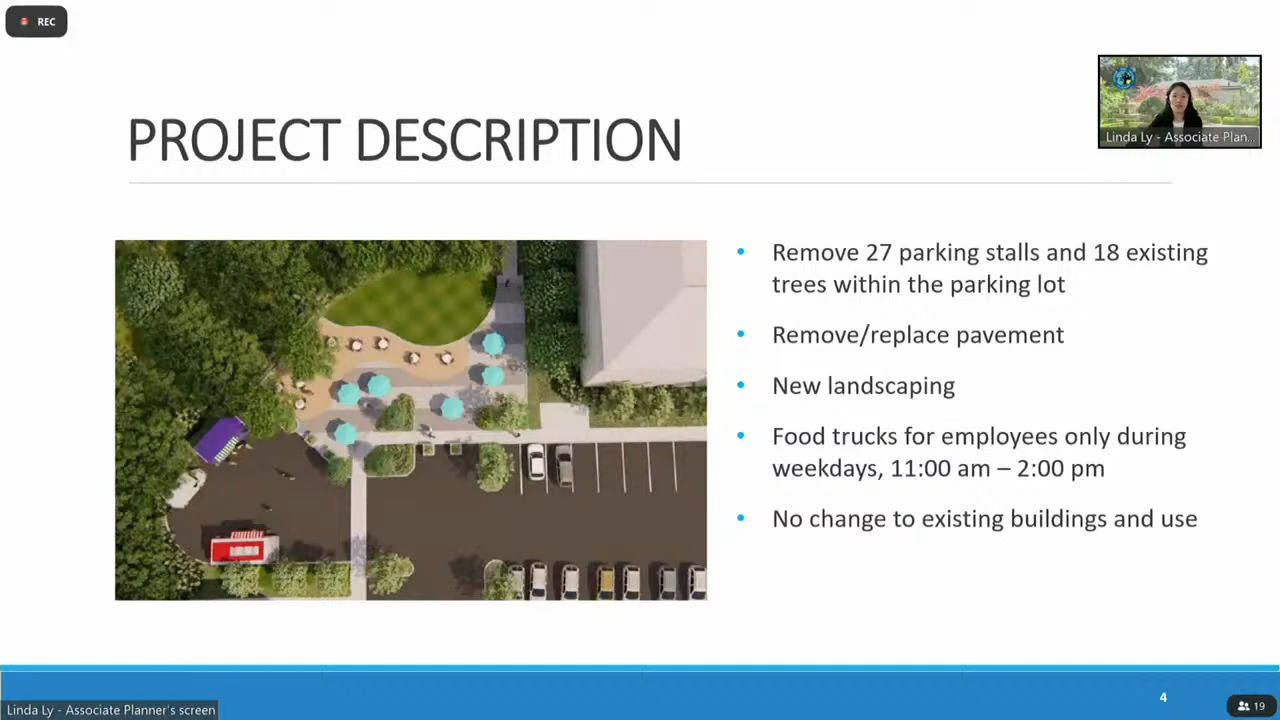 REC
PROJECT DESCRIPTION
Linda Ly - Associate Plan...
• Remove 27 parking stalls and 18 existing
trees within the parking lot
• Remove/replace pavement
• New landscaping
• Food trucks for employees only during
weekdays, 11:00 am – 2:00 pm
• No change to existing buildings and use
4
Linda Ly - Associate Planner's screen
19